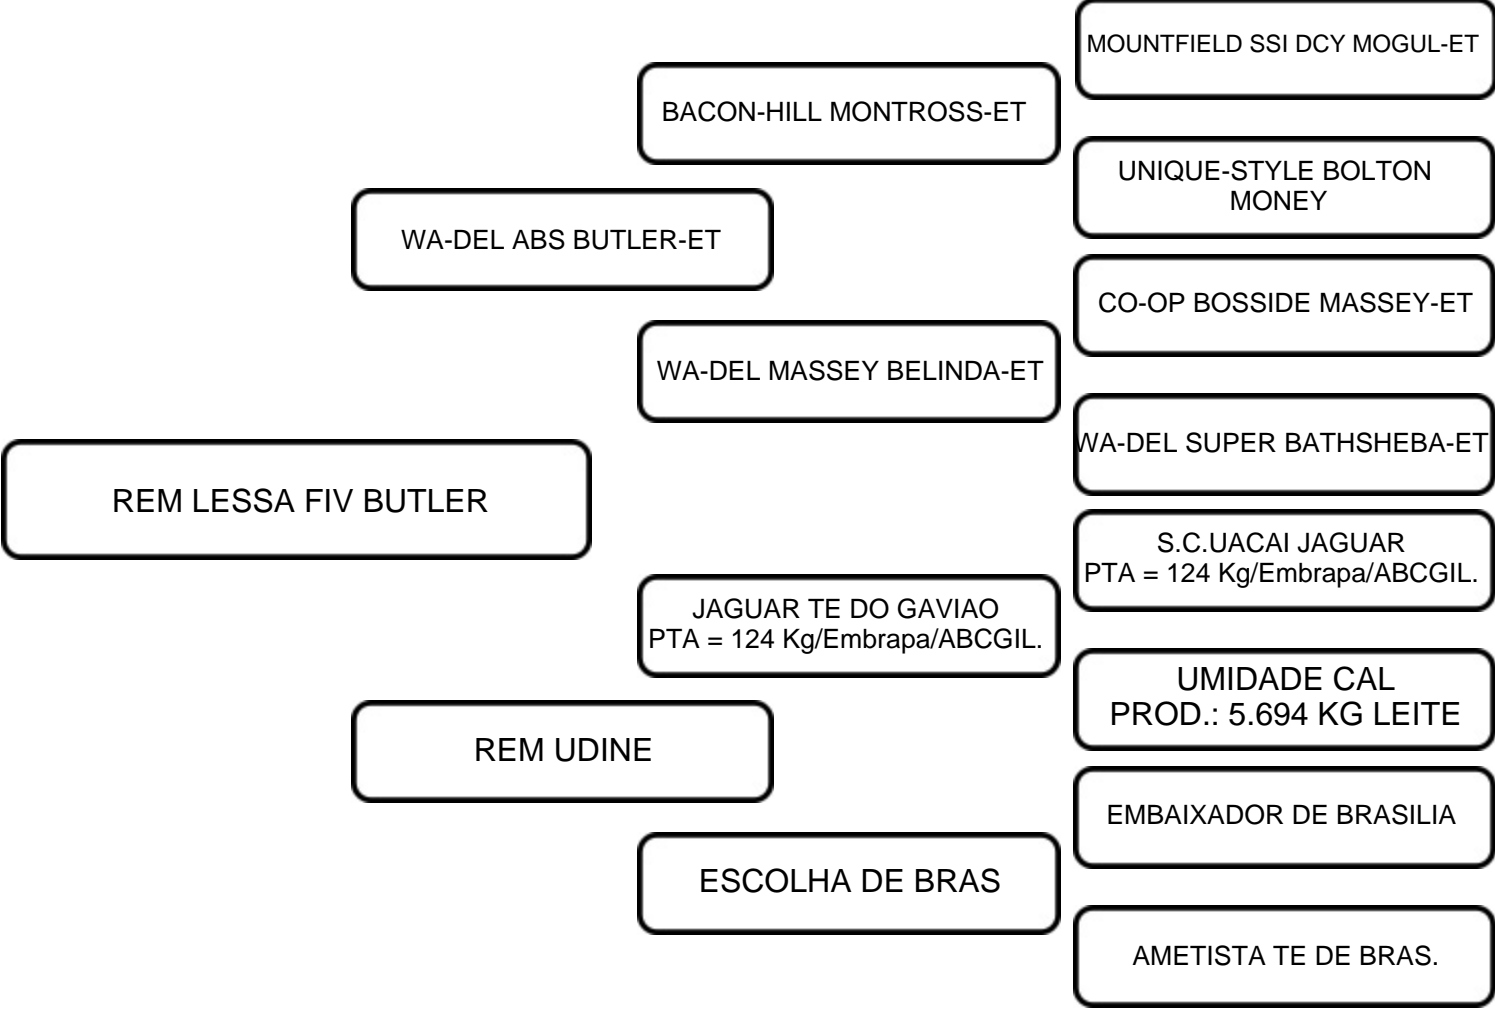 MOUNTFIELD SSI DCY MOGUL-ET
BACON-HILL MONTROSS-ET
UNIQUE-STYLE BOLTON
MONEY
WA-DEL ABS BUTLER-ET
CO-OP BOSSIDE MASSEY-ET
WA-DEL MASSEY BELINDA-ET
WA-DEL SUPER BATHSHEBA-ET
REM LESSA FIV BUTLER
S.C.UACAI JAGUAR
PTA = 124 Kg/Embrapa/ABCGIL.
JAGUAR TE DO GAVIAO
PTA = 124 Kg/Embrapa/ABCGIL.
UMIDADE CAL
PROD.: 5.694 KG LEITE
REM UDINE
EMBAIXADOR DE BRASILIA
ESCOLHA DE BRAS
AMETISTA TE DE BRAS.